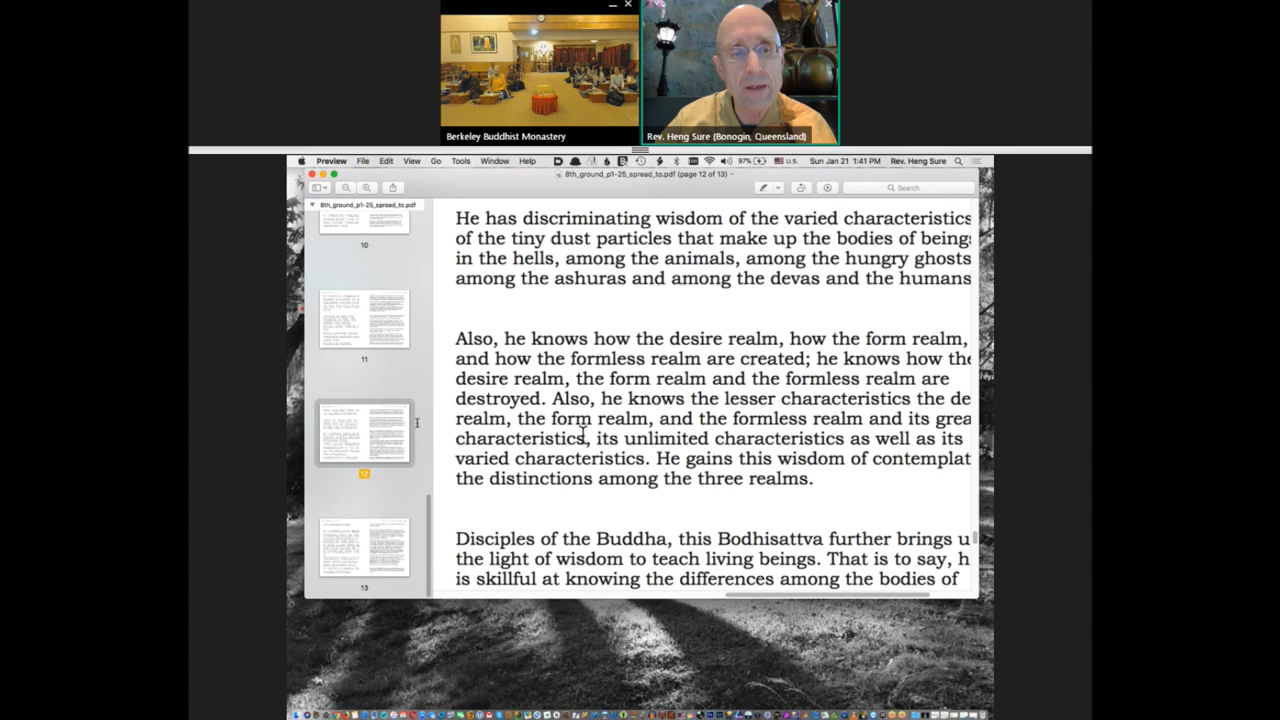 Berkeley Buddhist Monastery
Rev. Heng Sure (Bonogin, Queensland)
Preview File Edit View Go Tools Window Help
97% U.S. Sun Jan 21 1:41 PM Rev. Heng Sure
8th_ground_p1-25_spread_to.pdf (page 12 of 13)
Search
8th_ground_p1-25_spread_to.pdf
10
11
12
13
He has discriminating wisdom of the varied characteristics
of the tiny dust particles that make up the bodies of beings
in the hells, among the animals, among the hungry ghosts
among the ashuras and among the devas and the humans
Also, he knows how the desire realm, how the form realm,
and how the formless realm are created; he knows how the
desire realm, the form realm and the formless realm are
destroyed. Also, he knows the lesser characteristics the de
realm, the form realm, and the formless realm and its grea
characteristics, its unlimited characteristics as well as its
varied characteristics. He gains this wisdom of contemplat
the distinctions among the three realms.
Disciples of the Buddha, this Bodhisattva further brings u
the light of wisdom to teach living beings. That is to say, h
is skillful at knowing the differences among the bodies of